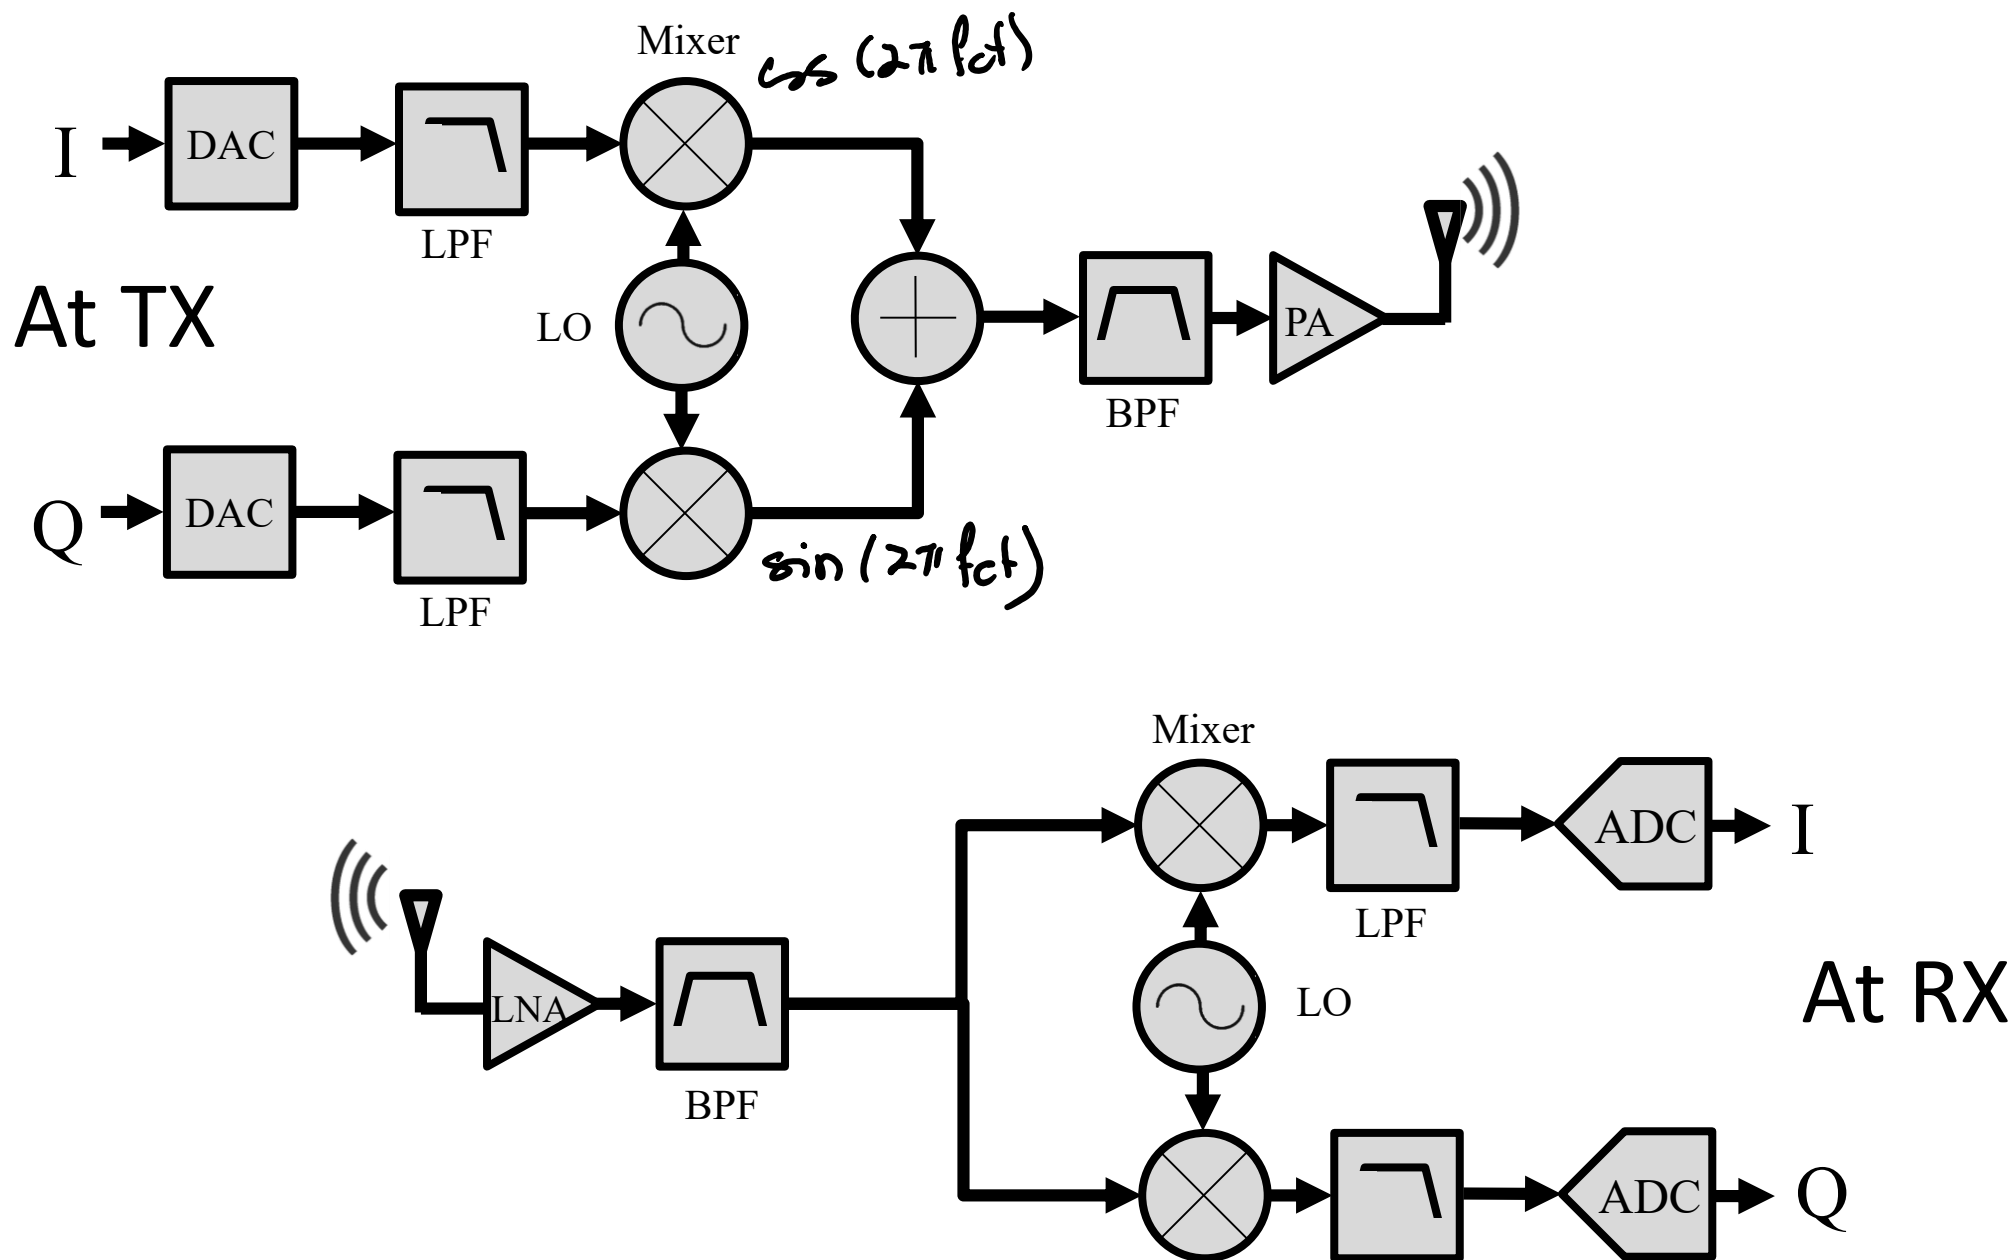 Mixer
cos (2π fct)
I
DAC
LPF
At TX
LO
PA
BPF
Q
DAC
sin (2π fct)
LPF
Mixer
ADC
I
LPF
LNA
LO
At RX
BPF
ADC
Q